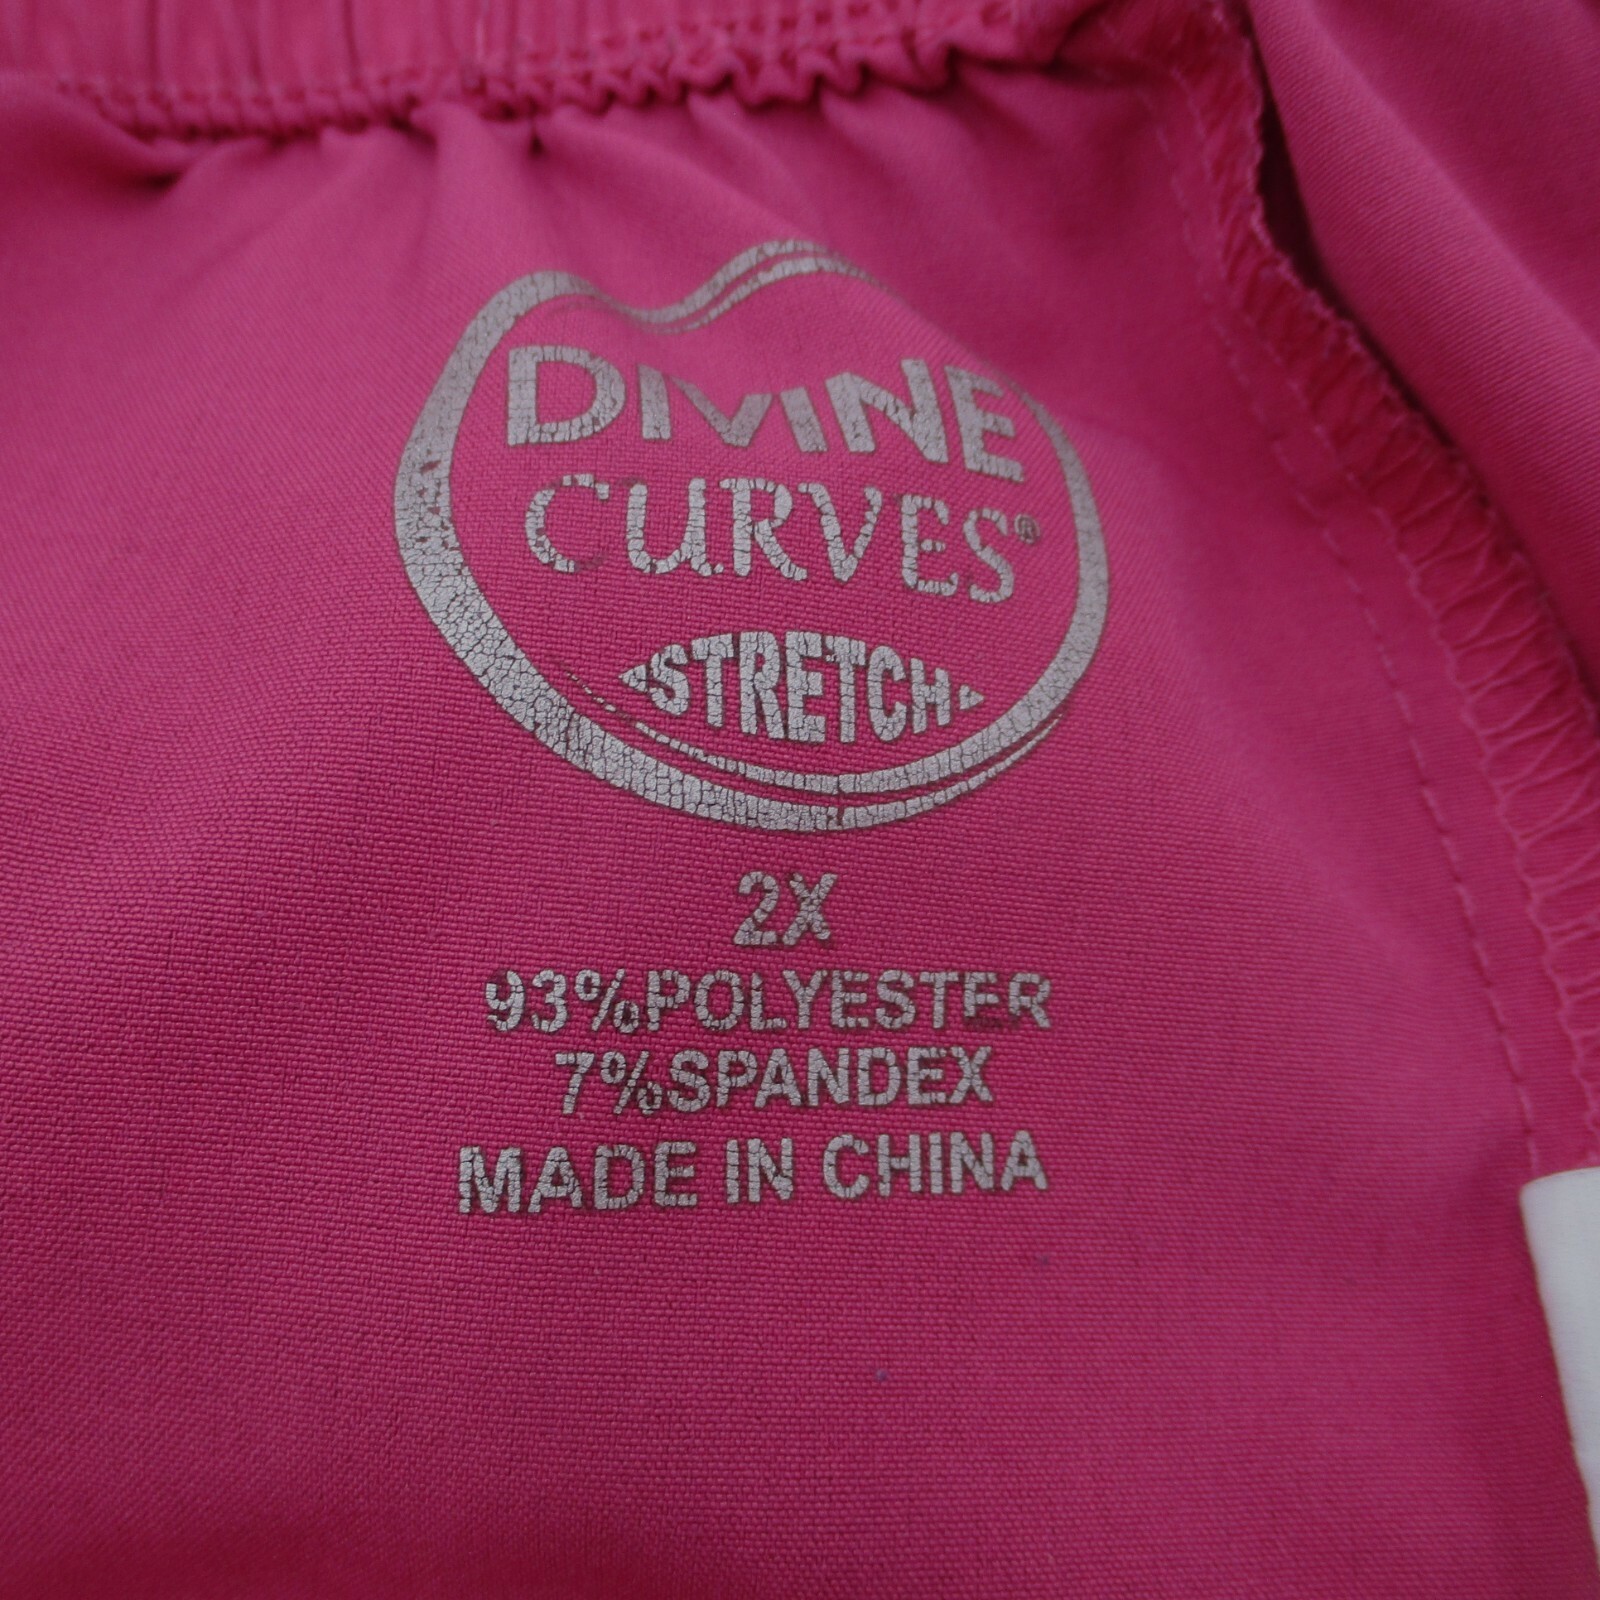 DIVINE
CURVES®
STRETCH
2X
93%POLYESTER
7%SPANDEX
MADE IN CHINA